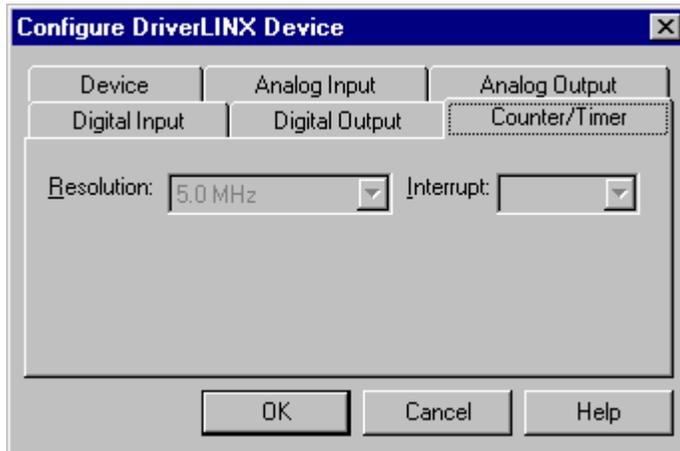 Configure DriverLINX Device
Device Analog Input Analog Output
Digital Input Digital Output Counter/Timer
Resolution: 5.0 MHz Interrupt:
OK Cancel Help